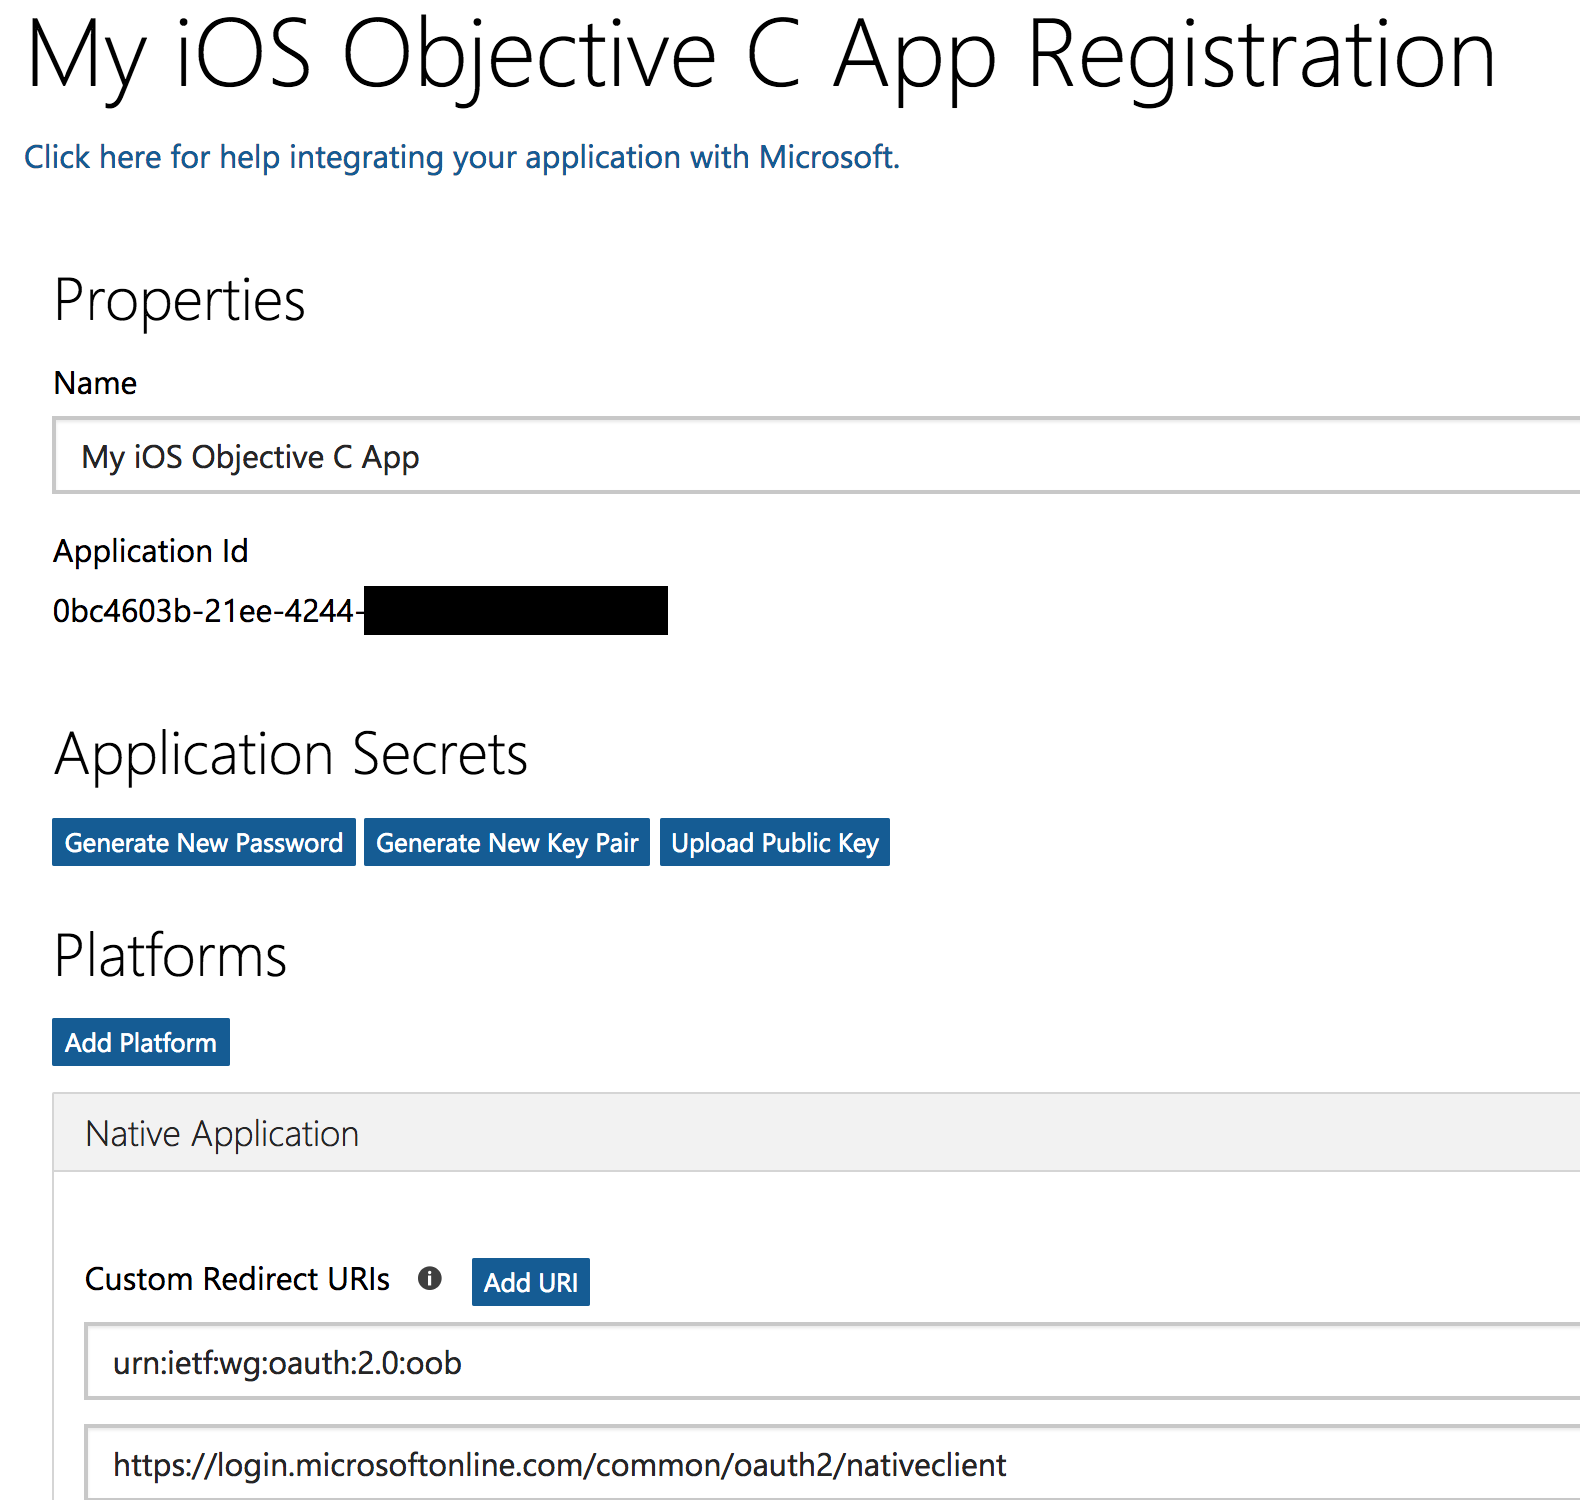 My iOS Objective C App Registration
Click here for help integrating your application with Microsoft.
Properties
Name
My iOS Objective C App
Application Id
0bc4603b-21ee-4244-
Application Secrets
Generate New Password Generate New Key Pair Upload Public Key
Platforms
Add Platform
Native Application
Custom Redirect URIs Add URI
urn:ietf:wg:oauth:2.0:oob
https://login.microsoftonline.com/common/oauth2/nativeclient